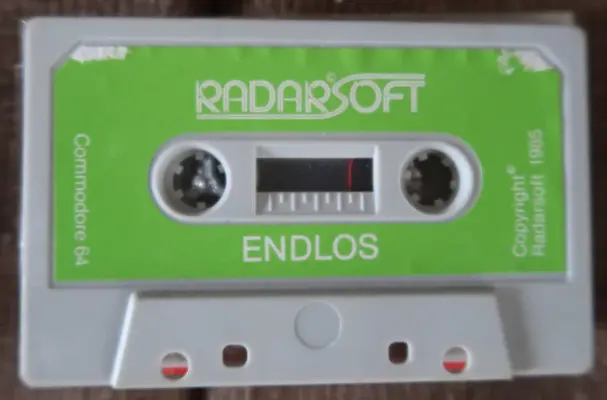 RADARSOFT
©
Commodore 64
Copyright©
Radarsoft 1985
ENDLOS